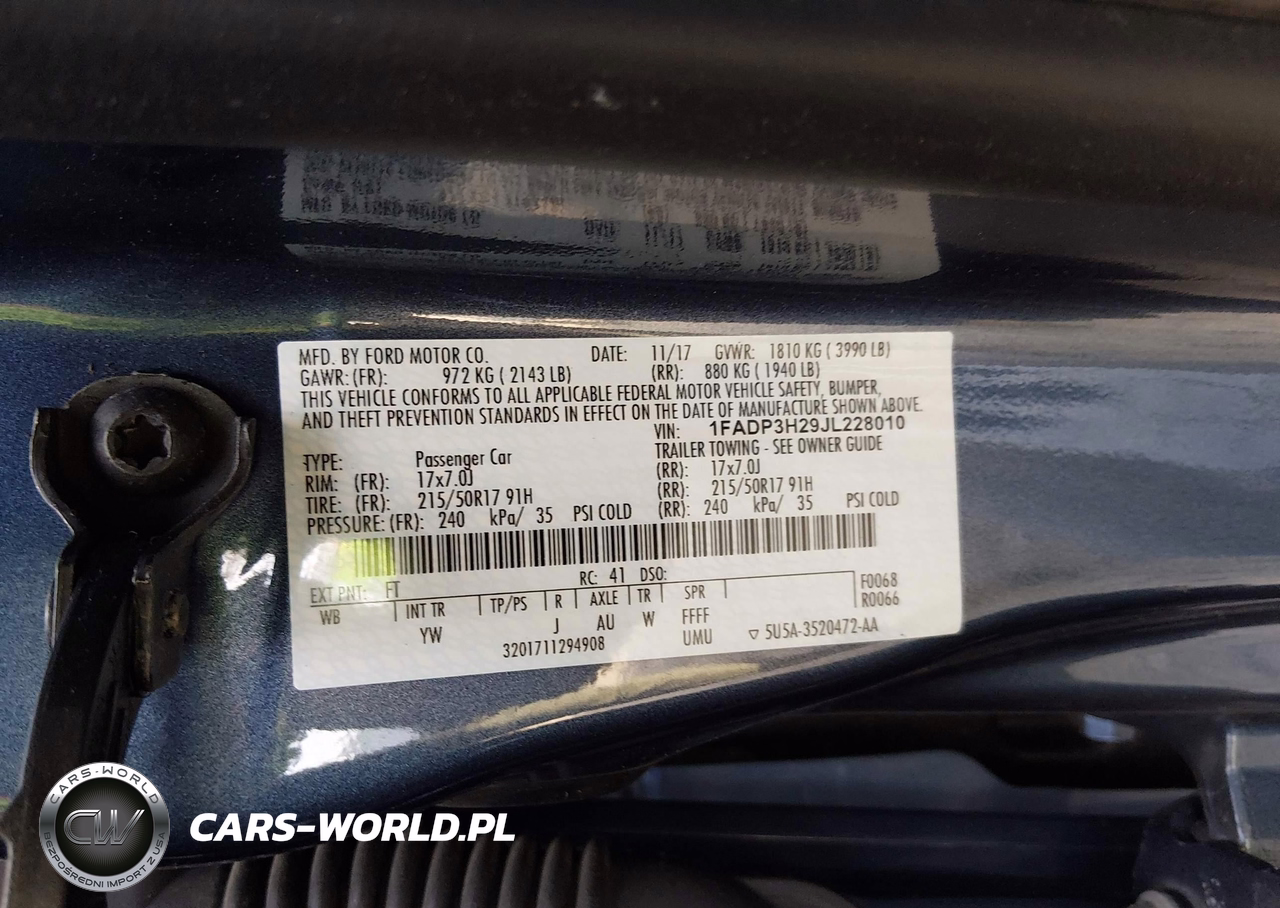 MFD. BY FORD MOTOR CO. DATE: 11/17 GVWR: 1810 KG ( 3990 LB)
GAWR: (FR): 972 KG ( 2143 LB) (RR): 880 KG ( 1940 LB)
THIS VEHICLE CONFORMS TO ALL APPLICABLE FEDERAL MOTOR VEHICLE SAFETY, BUMPER,
AND THEFT PREVENTION STANDARDS IN EFFECT ON THE DATE OF MANUFACTURE SHOWN ABOVE.
VIN: 1FADP3H29JL228010
TYPE: Passenger Car TRAILER TOWING - SEE OWNER GUIDE
RIM: (FR): 17x7.0J (RR): 17x7.0J
TIRE: (FR): 215/50R17 91H (RR): 215/50R17 91H
PRESSURE: (FR): 240 kPa/ 35 PSI COLD (RR): 240 kPa/ 35 PSI COLD
EXT PNT: FT RC: 41 DSO: F0068
WB INT TR TP/PS R AXLE TR SPR R0066
YW J AU W FFFF
3201711294908 UMU ▽ 5U5A-3520472-AA
CARS-WORLD
CW
BEZPOŚREDNI IMPORT Z USA
CARS-WORLD.PL